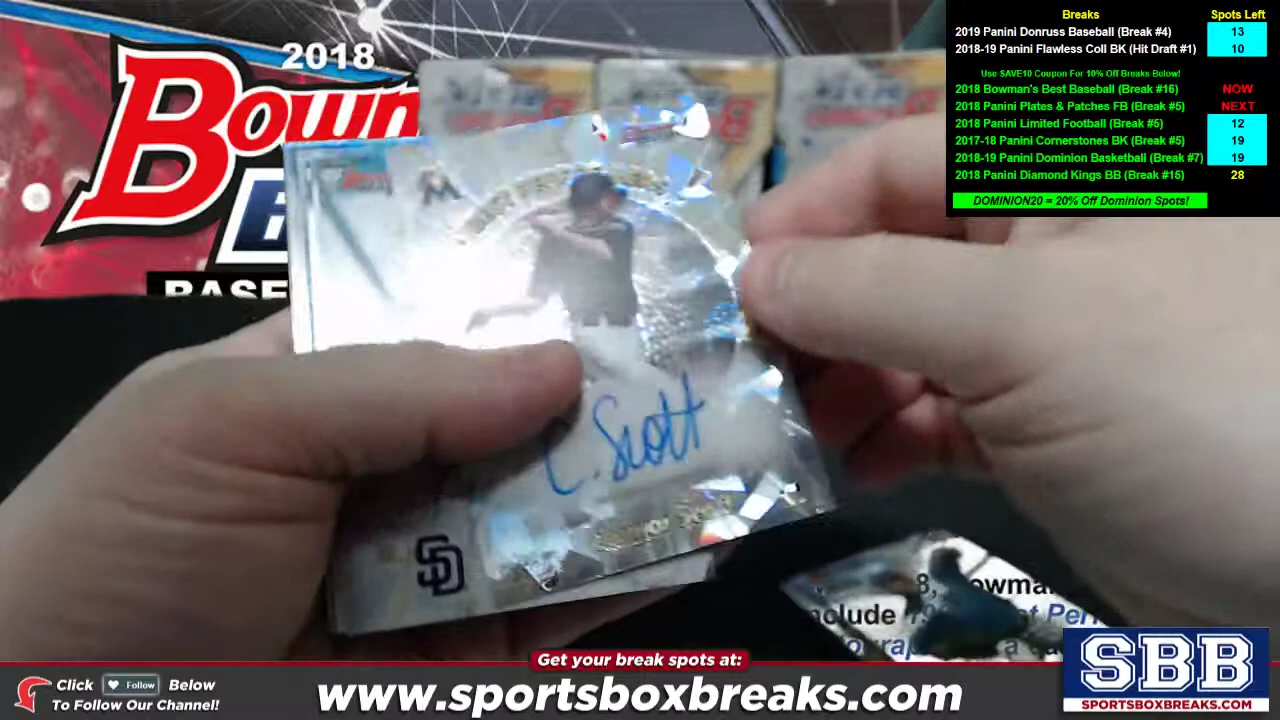 Breaks
Spots Left
2019 Panini Donruss Baseball (Break #4)
13
2018-19 Panini Flawless Coll BK (Hit Draft #1)
10
Use SAVE10 Coupon For 10% Off Breaks Below!
2018 Bowman's Best Baseball (Break #16)
NOW
2018 Panini Plates & Patches FB (Break #5)
NEXT
2018 Panini Limited Football (Break #5)
12
2017-18 Panini Cornerstones BK (Break #5)
19
2018-19 Panini Dominion Basketball (Break #7)
19
2018 Panini Diamond Kings BB (Break #15)
28
DOMINION20 = 20% Off Dominion Spots!
2018
Bowm
BASE
C. Scott
SD
8, Bowma
nclude
SBB
SPORTSBOXBREAKS.COM
Get your break spots at:
www.sportsboxbreaks.com
Click Follow Below
To Follow Our Channel!